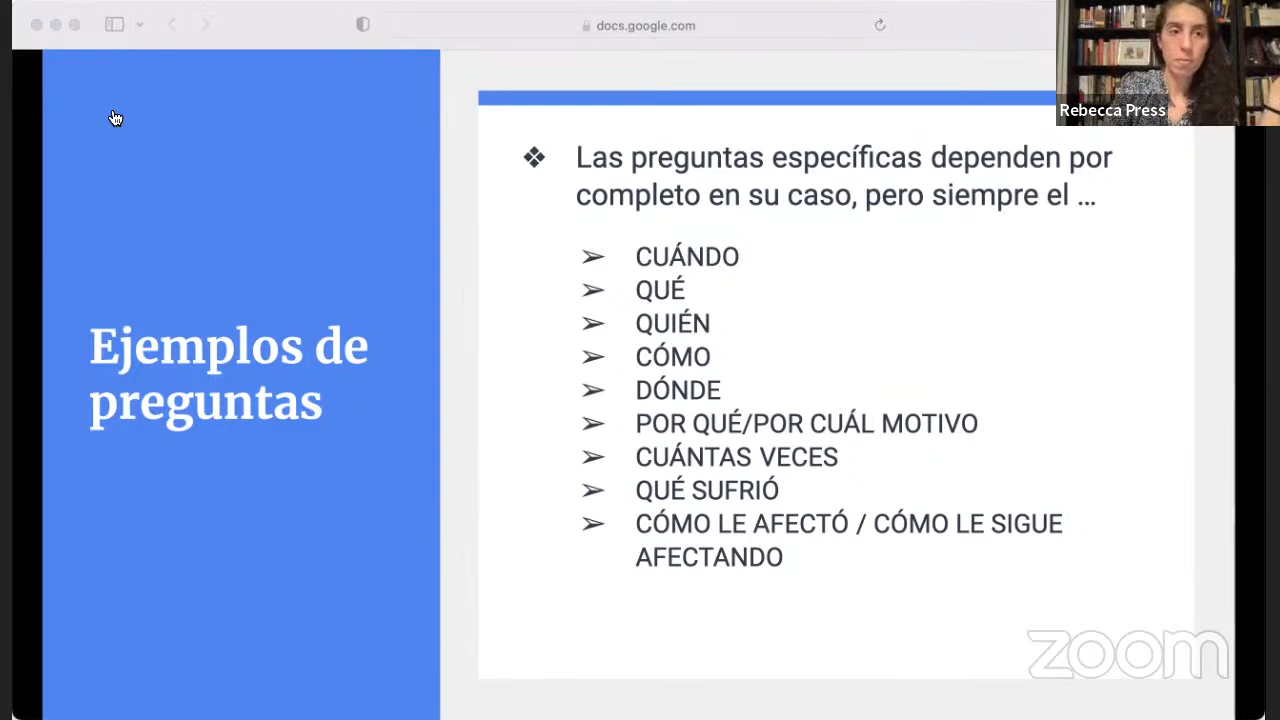 docs.google.com
Rebecca Press
Ejemplos de
preguntas
❖ Las preguntas específicas dependen por
completo en su caso, pero siempre el ...
➢ CUÁNDO
➢ QUÉ
➢ QUIÉN
➢ CÓMO
➢ DÓNDE
➢ POR QUÉ/POR CUÁL MOTIVO
➢ CUÁNTAS VECES
➢ QUÉ SUFRIÓ
➢ CÓMO LE AFECTÓ / CÓMO LE SIGUE
AFECTANDO
zoom